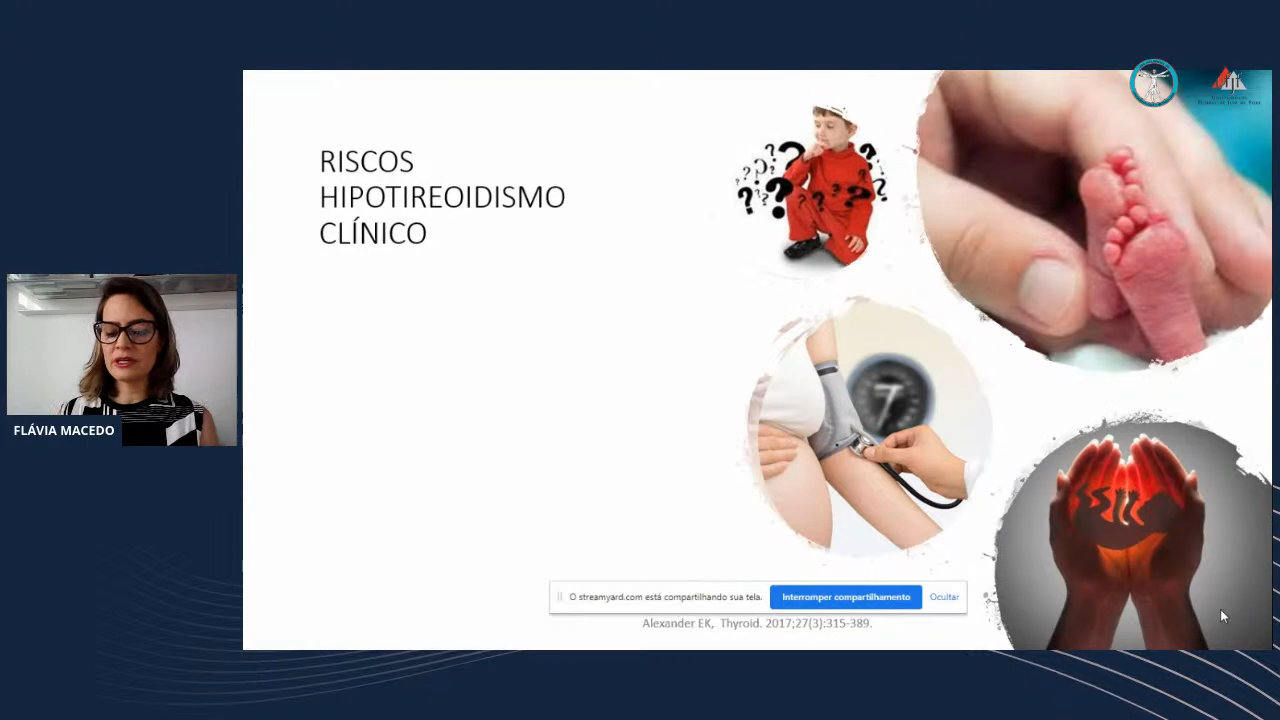 RISCOS
HIPOTIREOIDISMO
CLÍNICO
FLÁVIA MACEDO
O streamyard.com está compartilhando sua tela.
Interromper compartilhamento
Ocultar
Alexander EK, Thyroid. 2017;27(3):315-389.